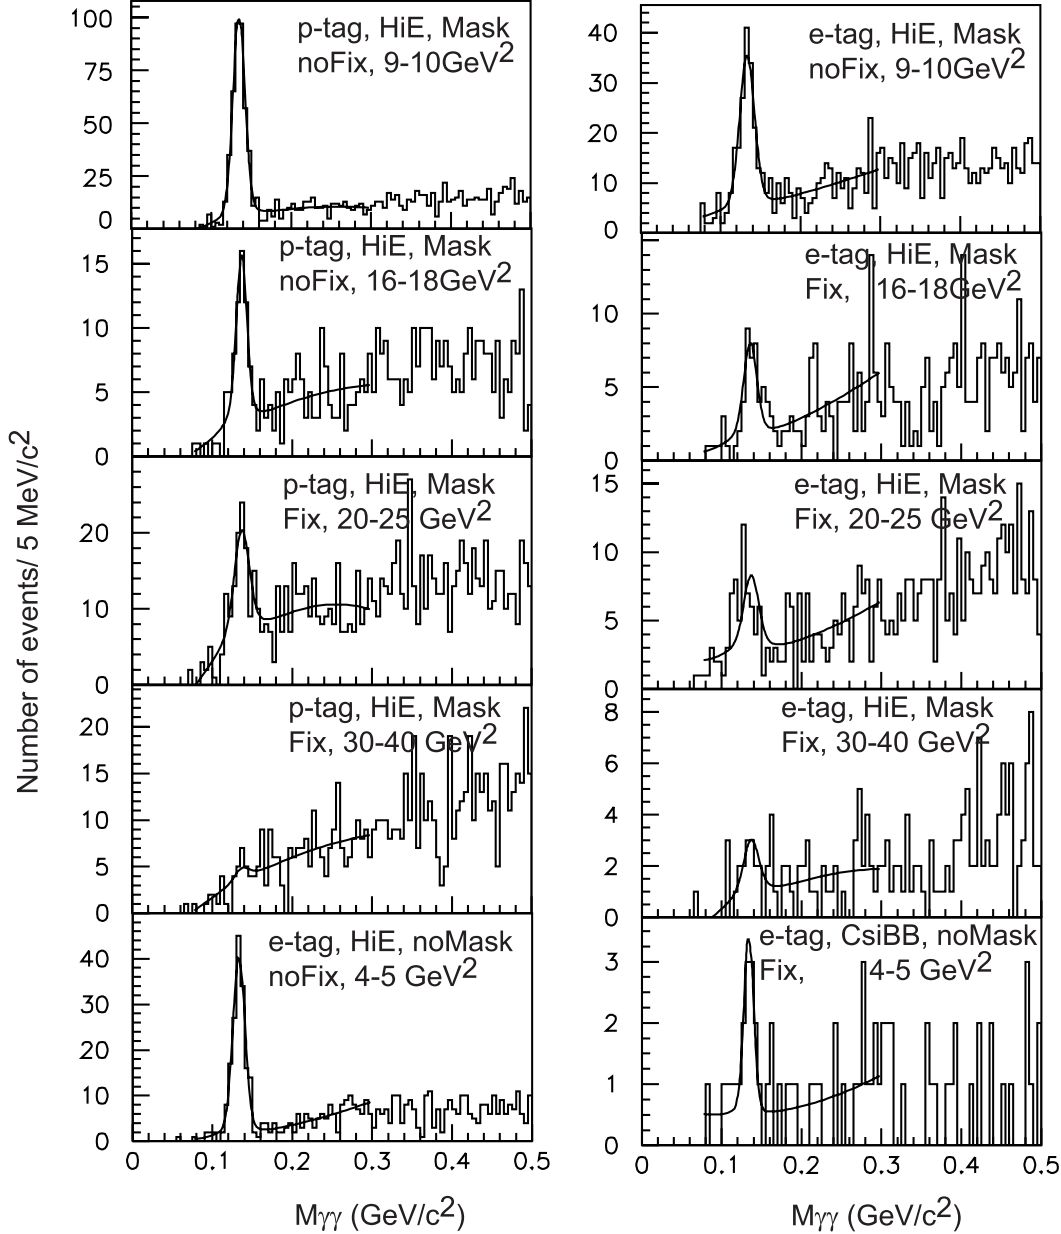 Number of events/ 5 MeV/c2
p-tag, HiE, Mask
noFix, 9-10GeV2
100
75
50
25
0
e-tag, HiE, Mask
noFix, 9-10GeV2
40
30
20
10
0
p-tag, HiE, Mask
noFix, 16-18GeV2
15
10
5
0
e-tag, HiE, Mask
Fix, 16-18GeV2
10
5
0
p-tag, HiE, Mask
Fix, 20-25 GeV2
20
10
0
e-tag, HiE, Mask
Fix, 20-25 GeV2
15
10
5
0
p-tag, HiE, Mask
Fix, 30-40 GeV2
20
15
10
5
0
e-tag, HiE, Mask
Fix, 30-40 GeV2
8
6
4
2
0
e-tag, HiE, noMask
noFix, 4-5 GeV2
40
30
20
10
0
e-tag, CsiBB, noMask
Fix, 4-5 GeV2
3
2
1
0
0 0.1 0.2 0.3 0.4 0.5
0 0.1 0.2 0.3 0.4 0.5
Mγγ (GeV/c2)
Mγγ (GeV/c2)